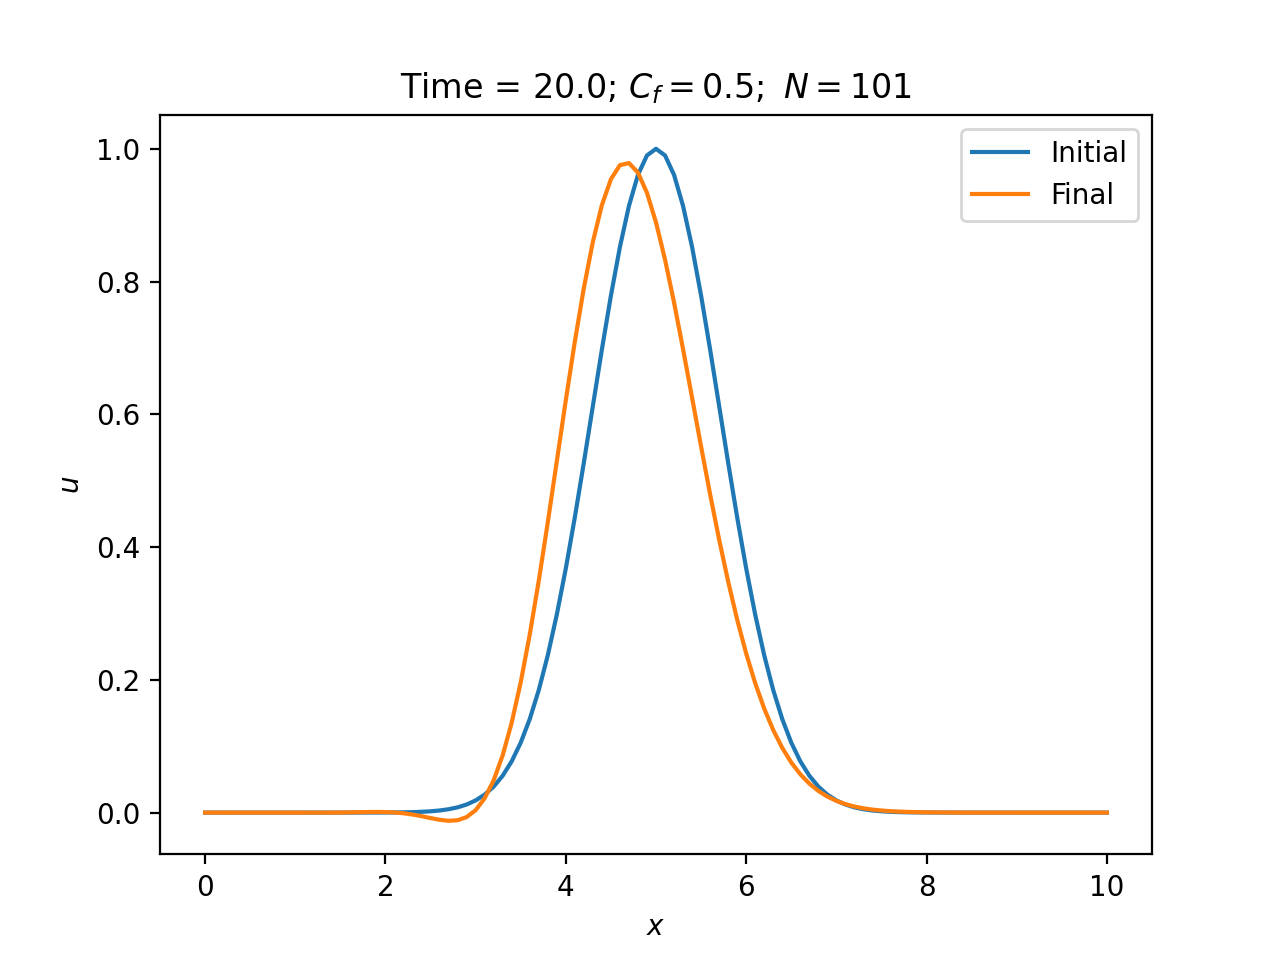 Time = 20.0; $C_f = 0.5$; $N = 101$
Initial
Final
1.0
0.8
0.6
0.4
0.2
0.0
u
0 2 4 6 8 10
x